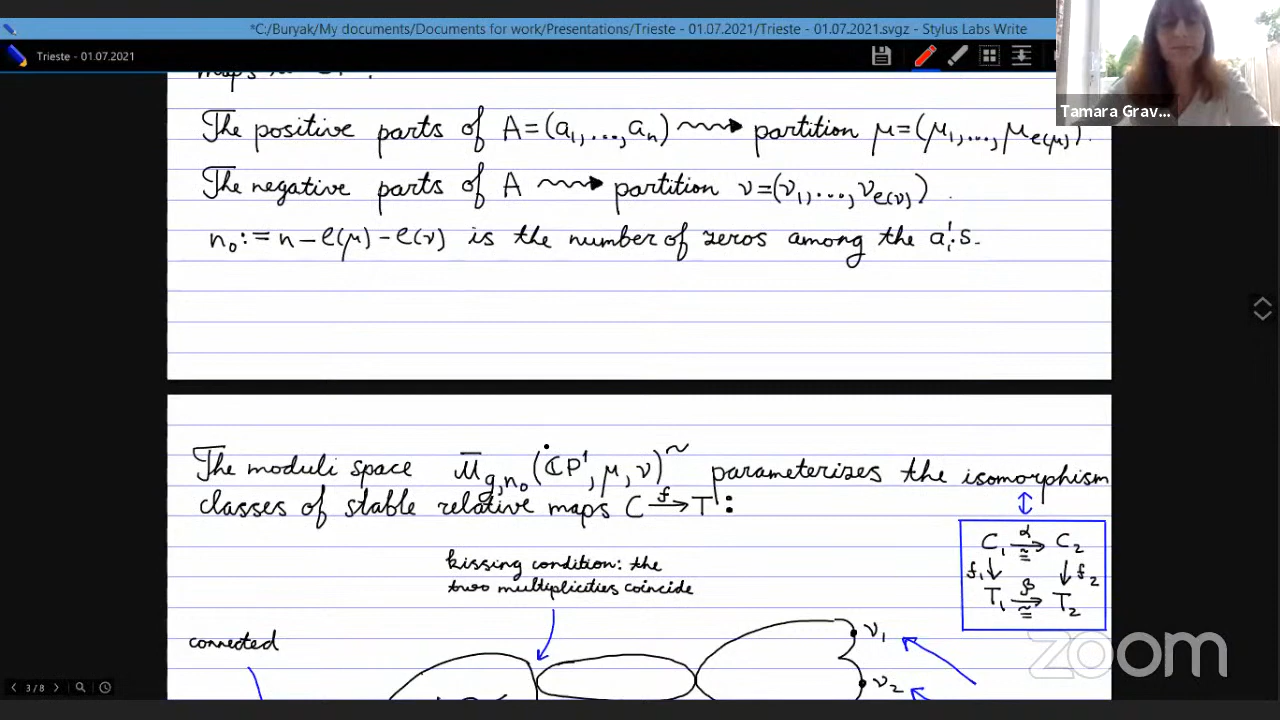 *C:/Buryak/My documents/Documents for work/Presentations/Trieste - 01.07.2021/Trieste - 01.07.2021.svgz - Stylus Labs Write
Trieste - 01.07.2021
Tamara Grav...
The positive parts of A=(a₁,...,aₙ) ⇝ partition μ=(μ₁,...,μ_ℓ(μ)).
The negative parts of A ⇝ partition ν=(ν₁,...,ν_ℓ(ν)).
n₀:=n-ℓ(μ)-ℓ(ν) is the number of zeros among the aᵢ's.
The moduli space M̄_g,n₀(ℂP¹,μ,ν)^~ parameterizes the isomorphism
classes of stable relative maps C →^f T:
kissing condition: the
two multiplicities coincide
C₁ →^α ≅ C₂
f₁↓ ↓f₂
T₁ →^β ≅ T₂
connected
ν₁
ν₂
zoom
3/8